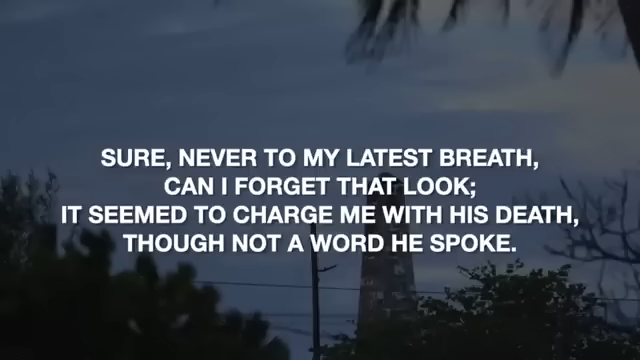 SURE, NEVER TO MY LATEST BREATH,
CAN I FORGET THAT LOOK;
IT SEEMED TO CHARGE ME WITH HIS DEATH,
THOUGH NOT A WORD HE SPOKE.